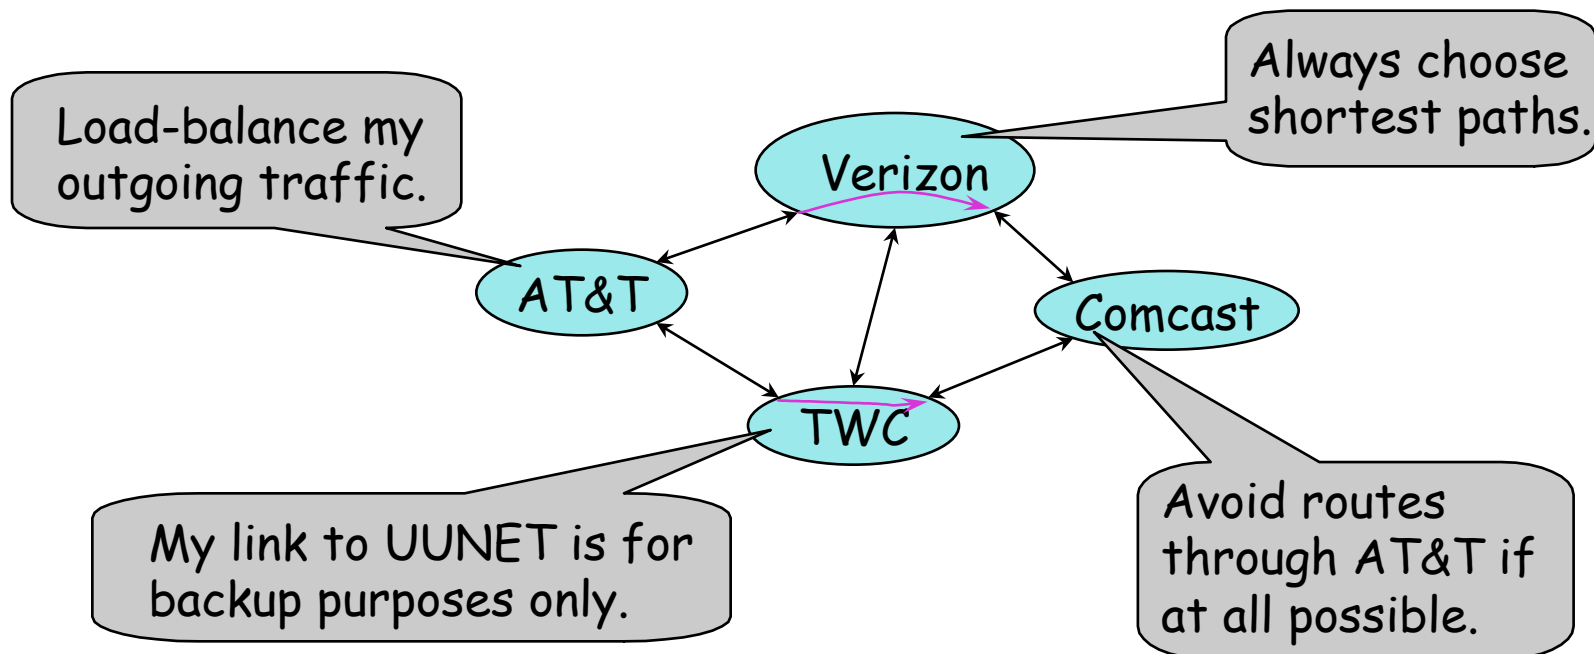 Always choose
shortest paths.
Load-balance my
outgoing traffic.
Verizon
AT&T
Comcast
TWC
My link to UUNET is for
backup purposes only.
Avoid routes
through AT&T if
at all possible.